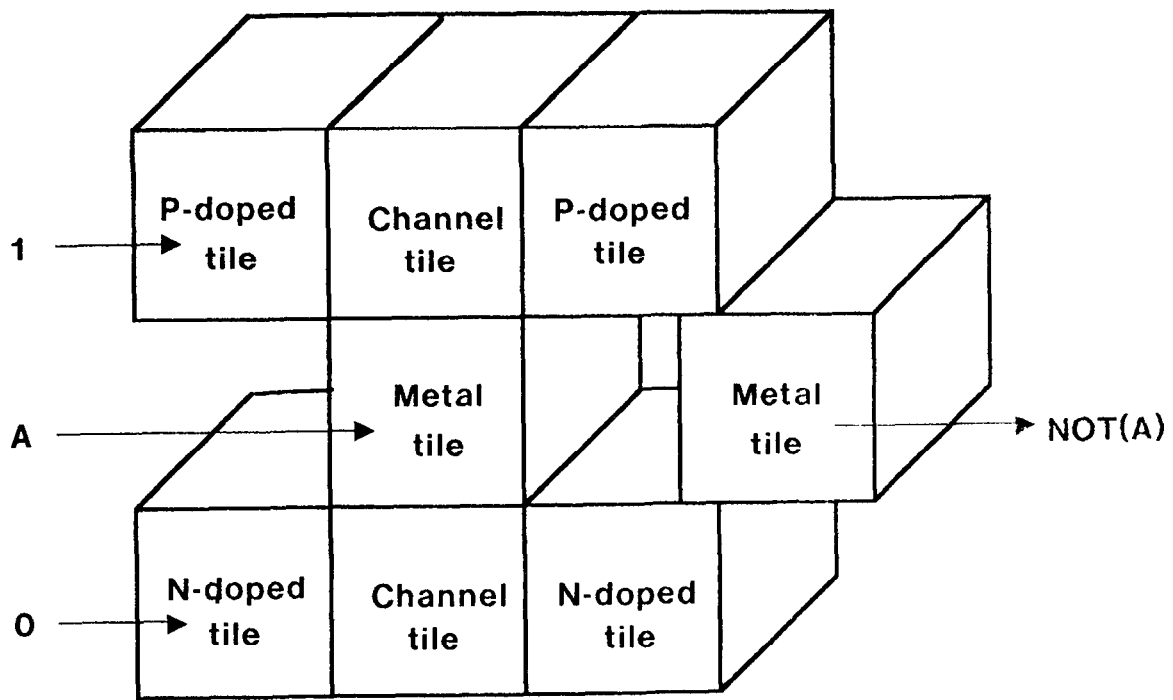 P-doped
tile
Channel
tile
P-doped
tile
1
Metal
tile
A
Metal
tile
NOT(A)
N-doped
tile
Channel
tile
N-doped
tile
0